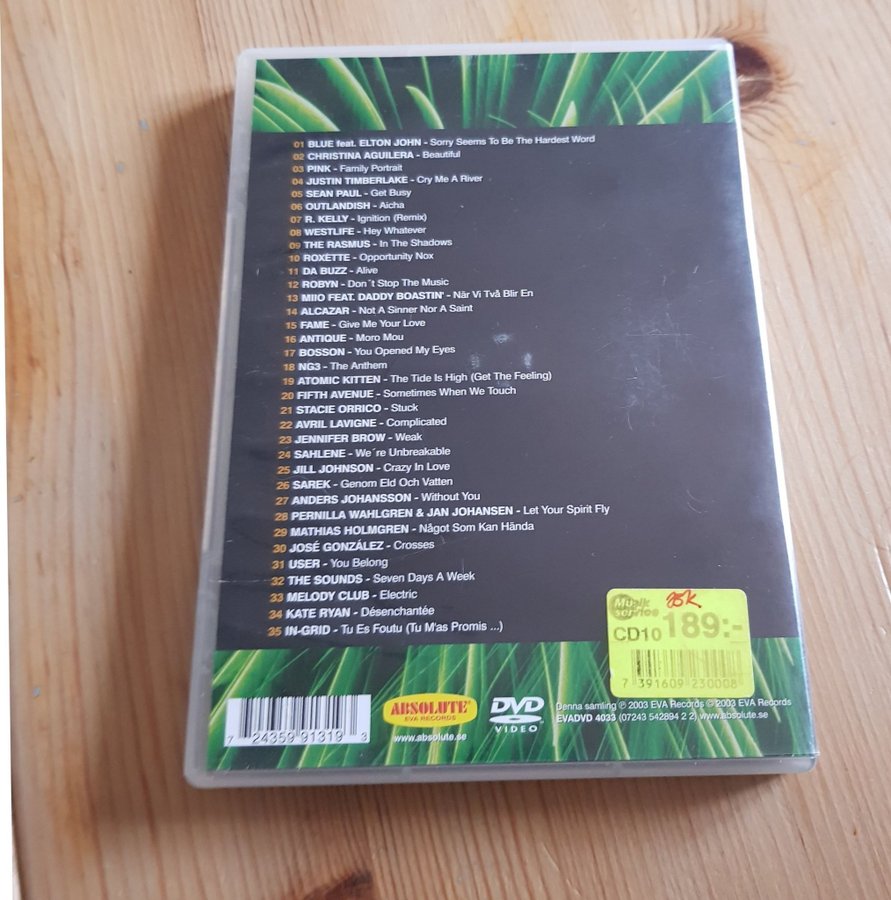 01 BLUE feat. ELTON JOHN - Sorry Seems To Be The Hardest Word
02 CHRISTINA AGUILERA - Beautiful
03 PINK - Family Portrait
04 JUSTIN TIMBERLAKE - Cry Me A River
05 SEAN PAUL - Get Busy
06 OUTLANDISH - Aicha
07 R. KELLY - Ignition (Remix)
08 WESTLIFE - Hey Whatever
09 THE RASMUS - In The Shadows
10 ROXETTE - Opportunity Nox
11 DA BUZZ - Alive
12 ROBYN - Don´t Stop The Music
13 MIIO FEAT. DADDY BOASTIN' - När Vi Två Blir En
14 ALCAZAR - Not A Sinner Nor A Saint
15 FAME - Give Me Your Love
16 ANTIQUE - Moro Mou
17 BOSSON - You Opened My Eyes
18 NG3 - The Anthem
19 ATOMIC KITTEN - The Tide Is High (Get The Feeling)
20 FIFTH AVENUE - Sometimes When We Touch
21 STACIE ORRICO - Stuck
22 AVRIL LAVIGNE - Complicated
23 JENNIFER BROW - Weak
24 SAHLENE - We´re Unbreakable
25 JILL JOHNSON - Crazy In Love
26 SAREK - Genom Eld Och Vatten
27 ANDERS JOHANSSON - Without You
28 PERNILLA WAHLGREN & JAN JOHANSEN - Let Your Spirit Fly
29 MATHIAS HOLMGREN - Något Som Kan Hända
30 JOSÉ GONZÁLEZ - Crosses
31 USER - You Belong
32 THE SOUNDS - Seven Days A Week
33 MELODY CLUB - Electric
34 KATE RYAN - Désenchantée
35 IN-GRID - Tu Es Foutu (Tu M'as Promis ...)
Musik service
CD10 189:-
7 391609 230008
7 24359 91319 3
ABSOLUTE
EVA RECORDS
www.absolute.se
DVD
VIDEO
Denna samling ℗ 2003 EVA Records © 2003 EVA Records
EVADVD 4033 (07243 542894 2 2) www.absolute.se